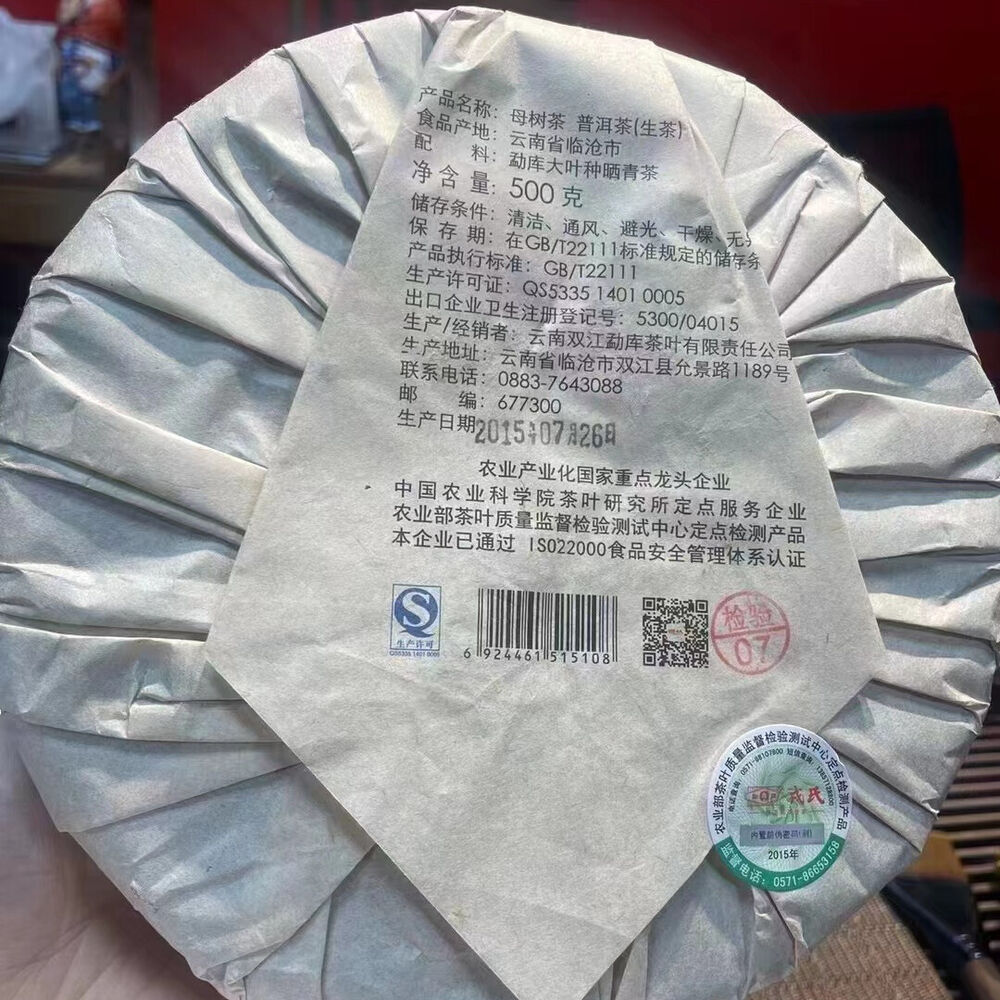 产品名称：母树茶 普洱茶(生茶)
食品产地：云南省临沧市
配 料：勐库大叶种晒青茶
净含量：500 克
储存条件：清洁、通风、避光、干燥、无
保 存 期：在GB/T22111标准规定的储存条
产品执行标准：GB/T22111
生产许可证：QS5335 1401 0005
出口企业卫生注册登记号：5300/04015
生产/经销者：云南双江勐库茶叶有限责任公司
生产地址：云南省临沧市双江县允景路1189号
联系电话：0883-7643088
邮 编：677300
生产日期 2015年07月26日
农业产业化国家重点龙头企业
中国农业科学院茶叶研究所定点服务企业
农业部茶叶质量监督检验测试中心定点检测产品
本企业已通过 ISO22000食品安全管理体系认证
生产许可
QS5335 1401 0005
6 924461 515108
检验
07
农业部茶叶质量监督检验测试中心定点检测产品
戎氏
2015年
监督电话：0571-86653158